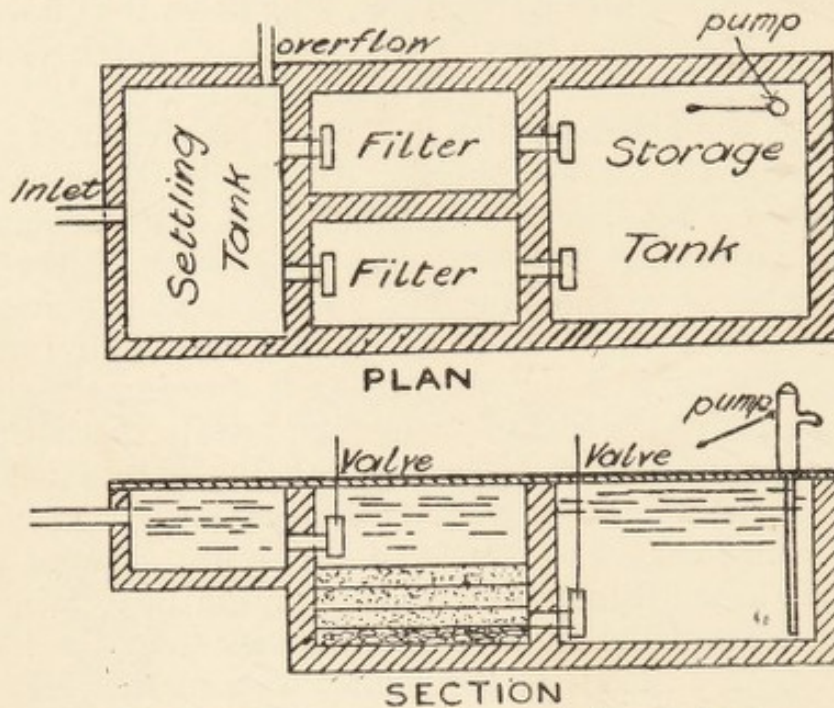 overflow
pump
Inlet
Settling
Tank
Filter
Storage
Filter
Tank
PLAN
pump
Valve
Valve
SECTION